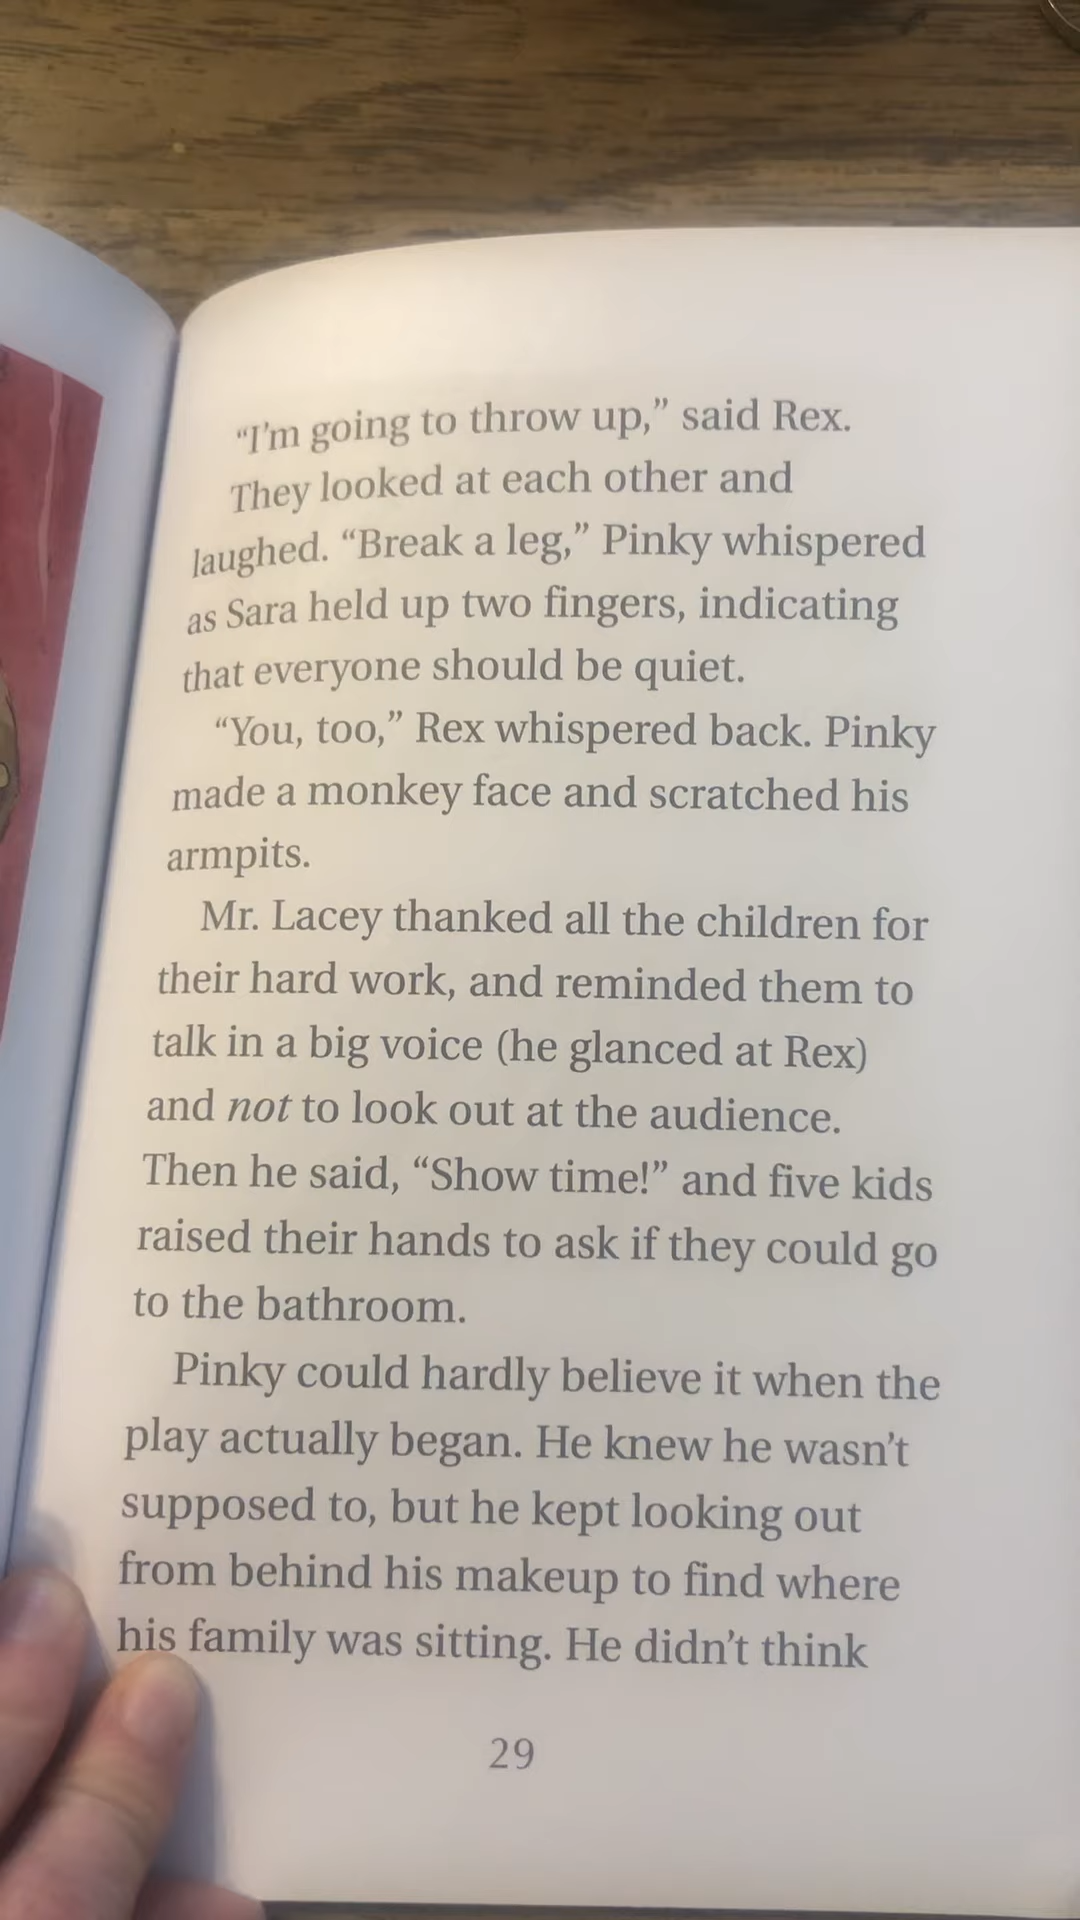 “I’m going to throw up,” said Rex.
They looked at each other and
laughed. “Break a leg,” Pinky whispered
as Sara held up two fingers, indicating
that everyone should be quiet.
“You, too,” Rex whispered back. Pinky
made a monkey face and scratched his
armpits.
Mr. Lacey thanked all the children for
their hard work, and reminded them to
talk in a big voice (he glanced at Rex)
and not to look out at the audience.
Then he said, “Show time!” and five kids
raised their hands to ask if they could go
to the bathroom.
Pinky could hardly believe it when the
play actually began. He knew he wasn’t
supposed to, but he kept looking out
from behind his makeup to find where
his family was sitting. He didn’t think
29